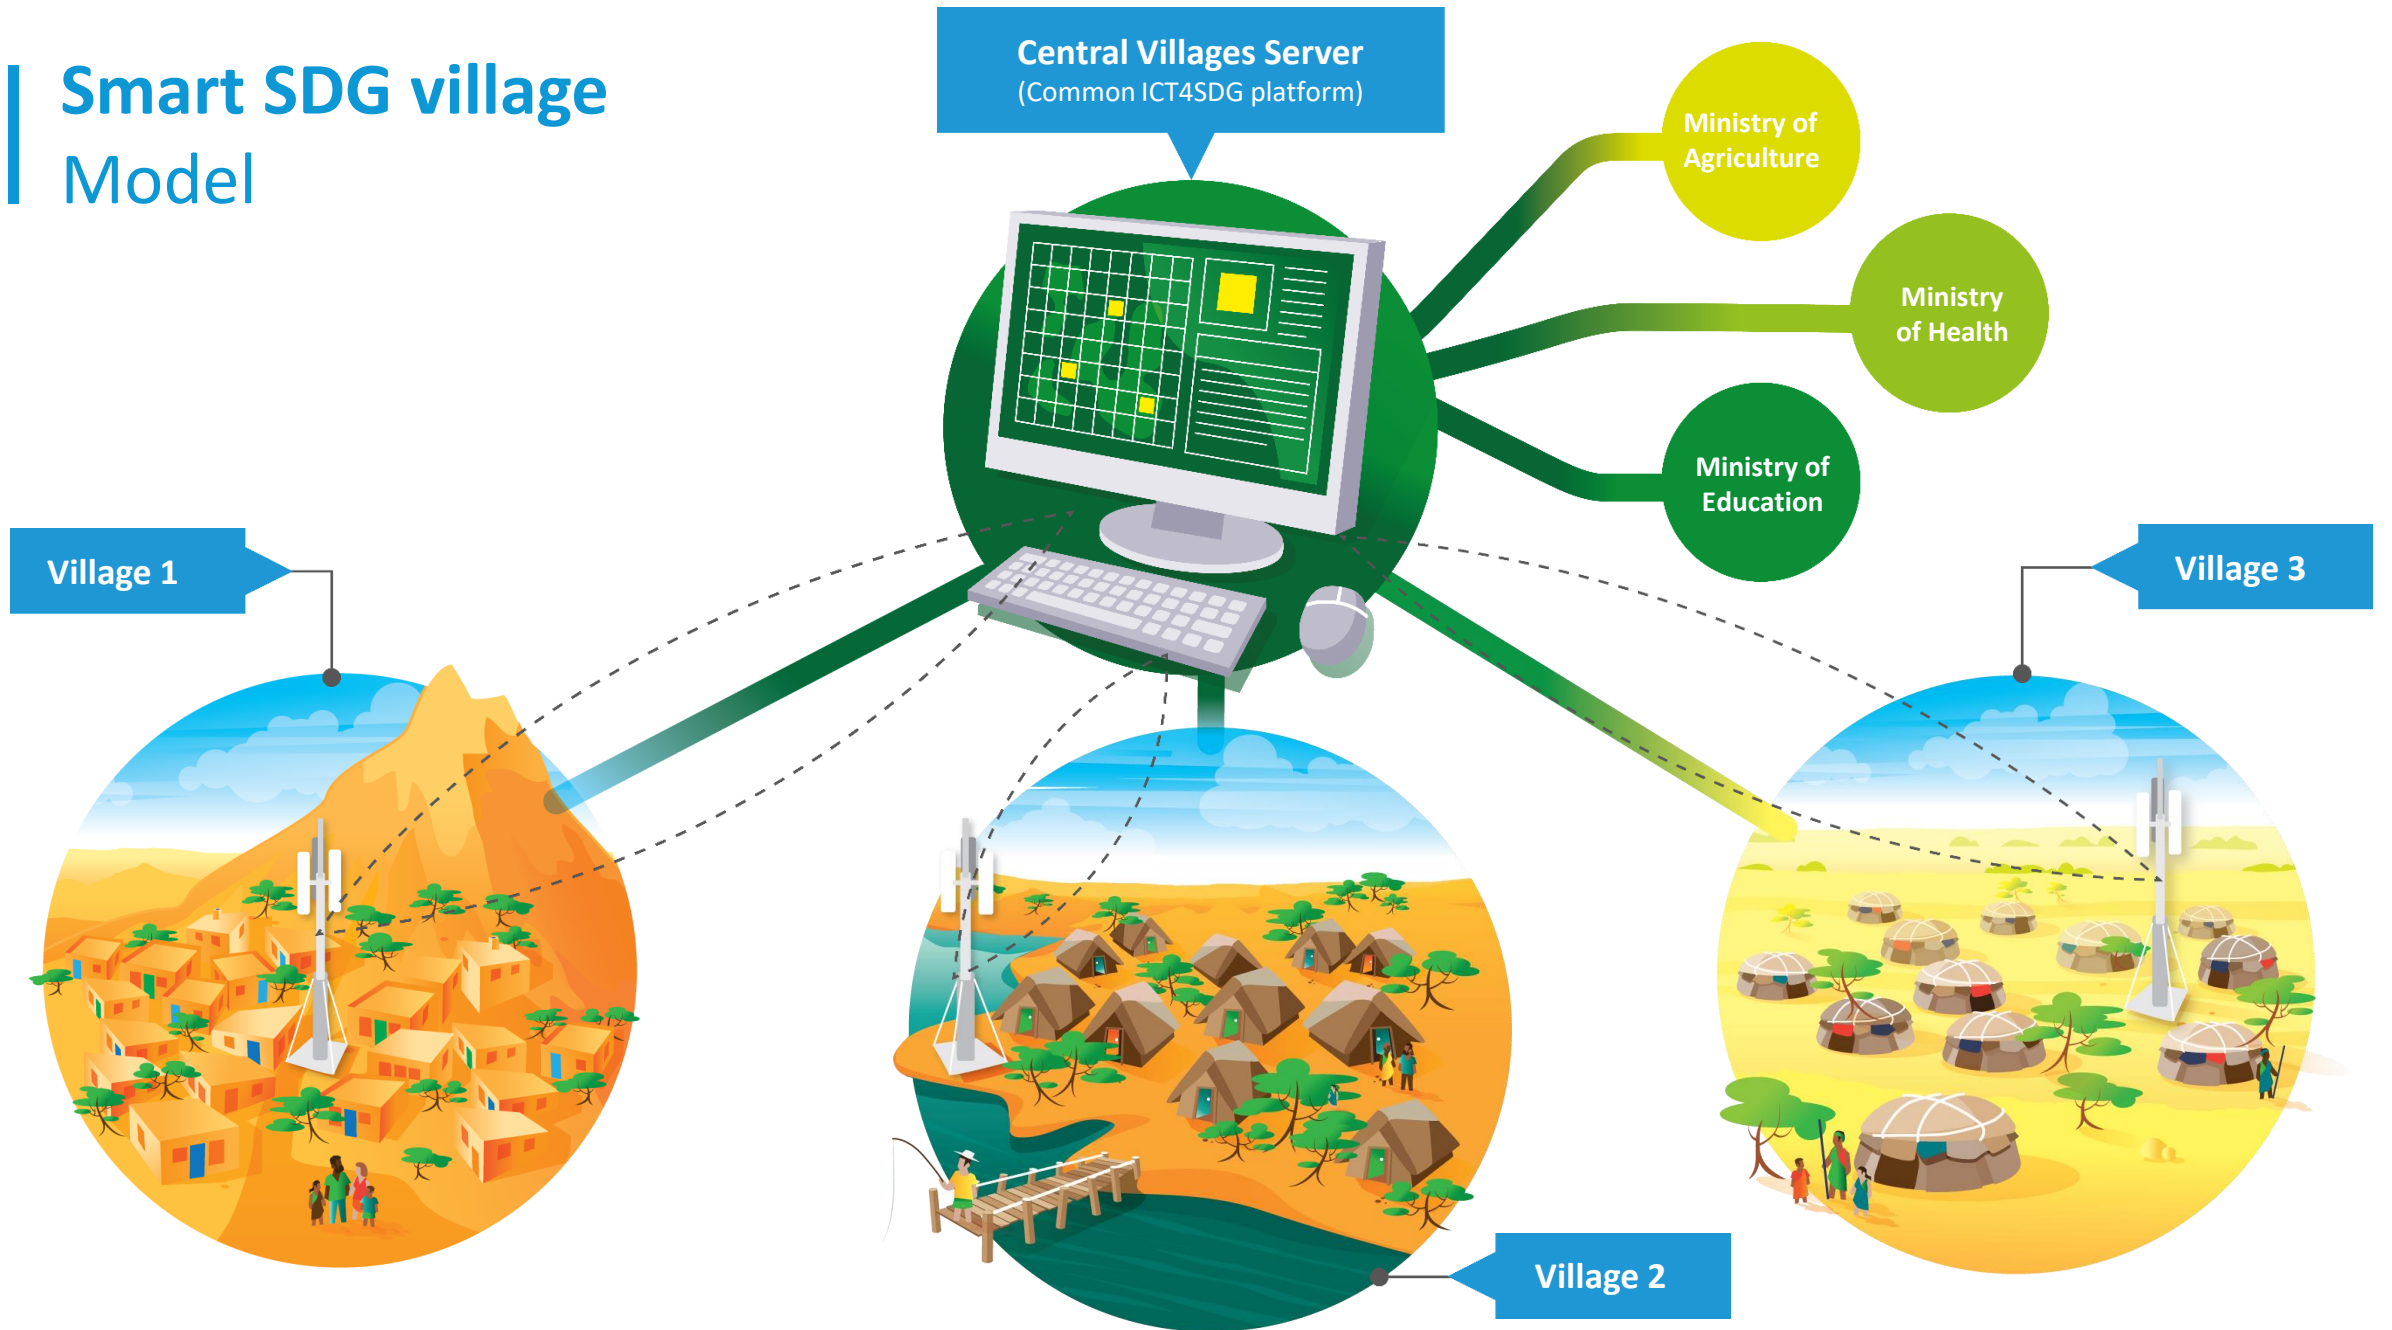 Smart SDG village
Model
Central Villages Server
(Common ICT4SDG platform)
Ministry of
Agriculture
Ministry
of Health
Ministry of
Education
Village 1
Village 3
Village 2